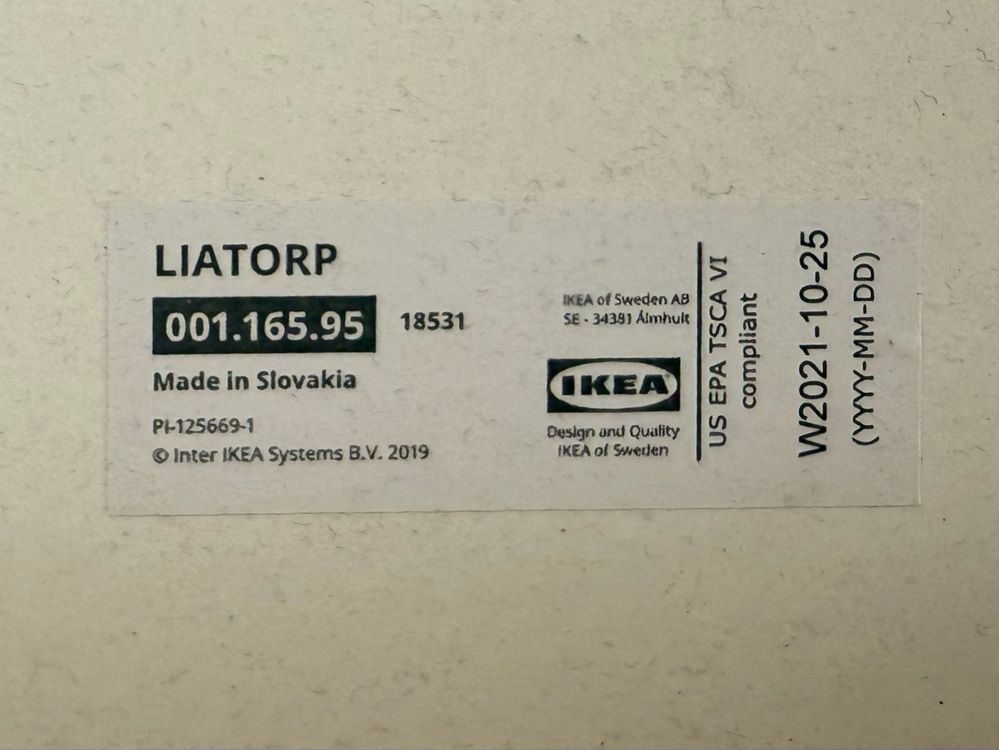 LIATORP
001.165.95 18531
Made in Slovakia
PI-125669-1
© Inter IKEA Systems B.V. 2019
IKEA of Sweden AB
SE - 34381 Älmhult
IKEA
Design and Quality
IKEA of Sweden
US EPA TSCA VI
compliant
W2021-10-25
(YYYY-MM-DD)